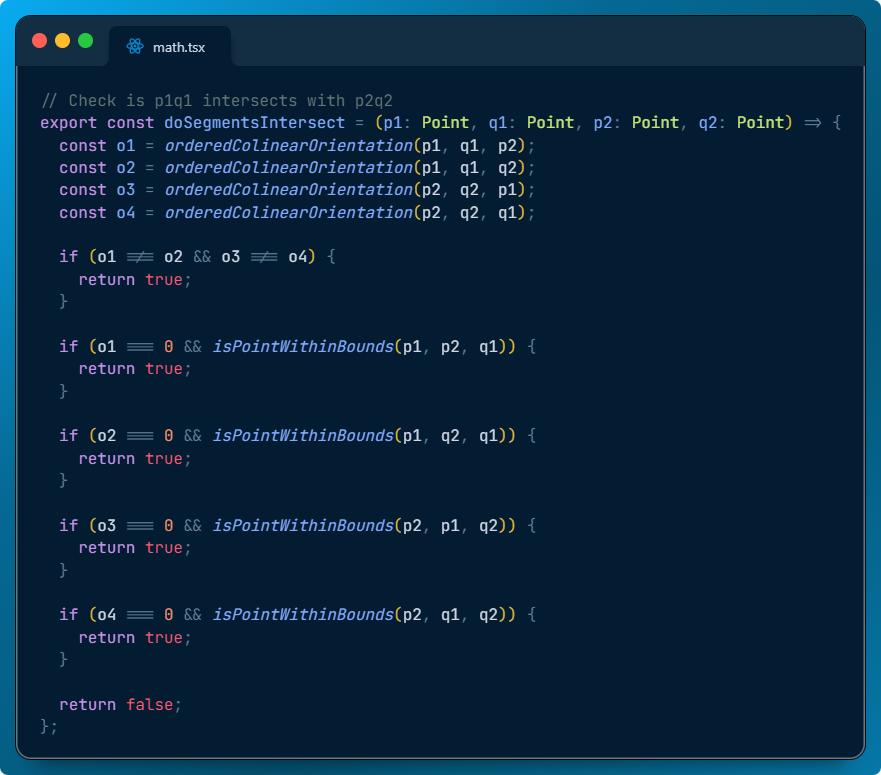 math.tsx
// Check is p1q1 intersects with p2q2
export const doSegmentsIntersect = (p1: Point, q1: Point, p2: Point, q2: Point) => {
  const o1 = orderedColinearOrientation(p1, q1, p2);
  const o2 = orderedColinearOrientation(p1, q1, q2);
  const o3 = orderedColinearOrientation(p2, q2, p1);
  const o4 = orderedColinearOrientation(p2, q2, q1);

  if (o1 !== o2 && o3 !== o4) {
    return true;
  }

  if (o1 === 0 && isPointWithinBounds(p1, p2, q1)) {
    return true;
  }

  if (o2 === 0 && isPointWithinBounds(p1, q2, q1)) {
    return true;
  }

  if (o3 === 0 && isPointWithinBounds(p2, p1, q2)) {
    return true;
  }

  if (o4 === 0 && isPointWithinBounds(p2, q1, q2)) {
    return true;
  }

  return false;
};